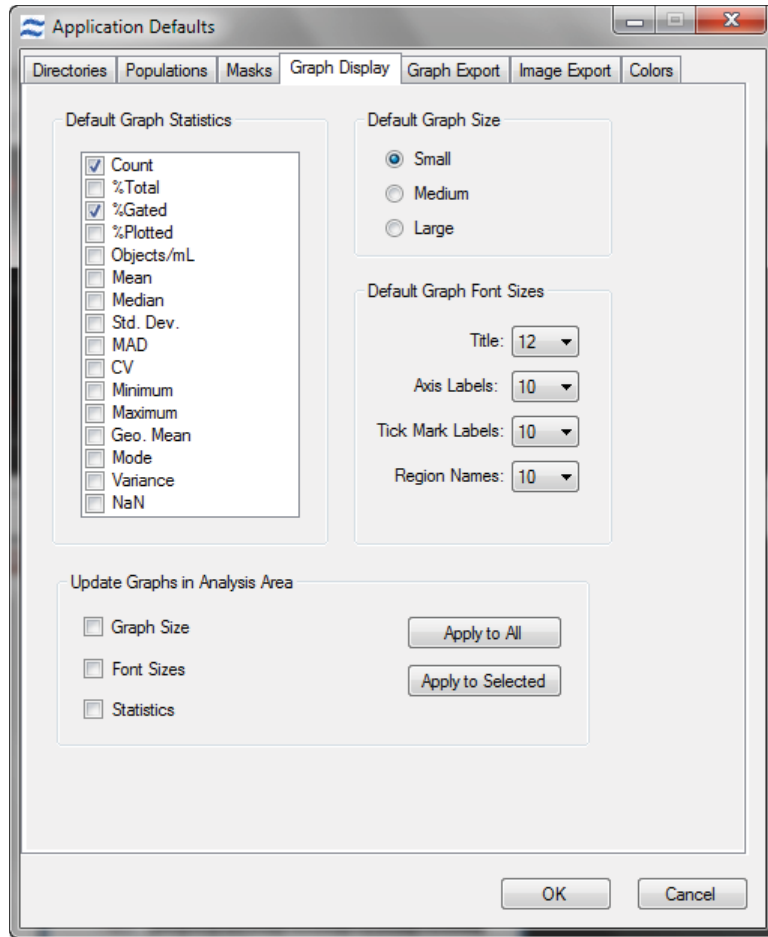 Application Defaults
Directories Populations Masks Graph Display Graph Export Image Export Colors
Default Graph Statistics
Count
%Total
%Gated
%Plotted
Objects/mL
Mean
Median
Std. Dev.
MAD
CV
Minimum
Maximum
Geo. Mean
Mode
Variance
NaN
Default Graph Size
Small
Medium
Large
Default Graph Font Sizes
Title: 12
Axis Labels: 10
Tick Mark Labels: 10
Region Names: 10
Update Graphs in Analysis Area
Graph Size
Font Sizes
Statistics
Apply to All
Apply to Selected
OK Cancel